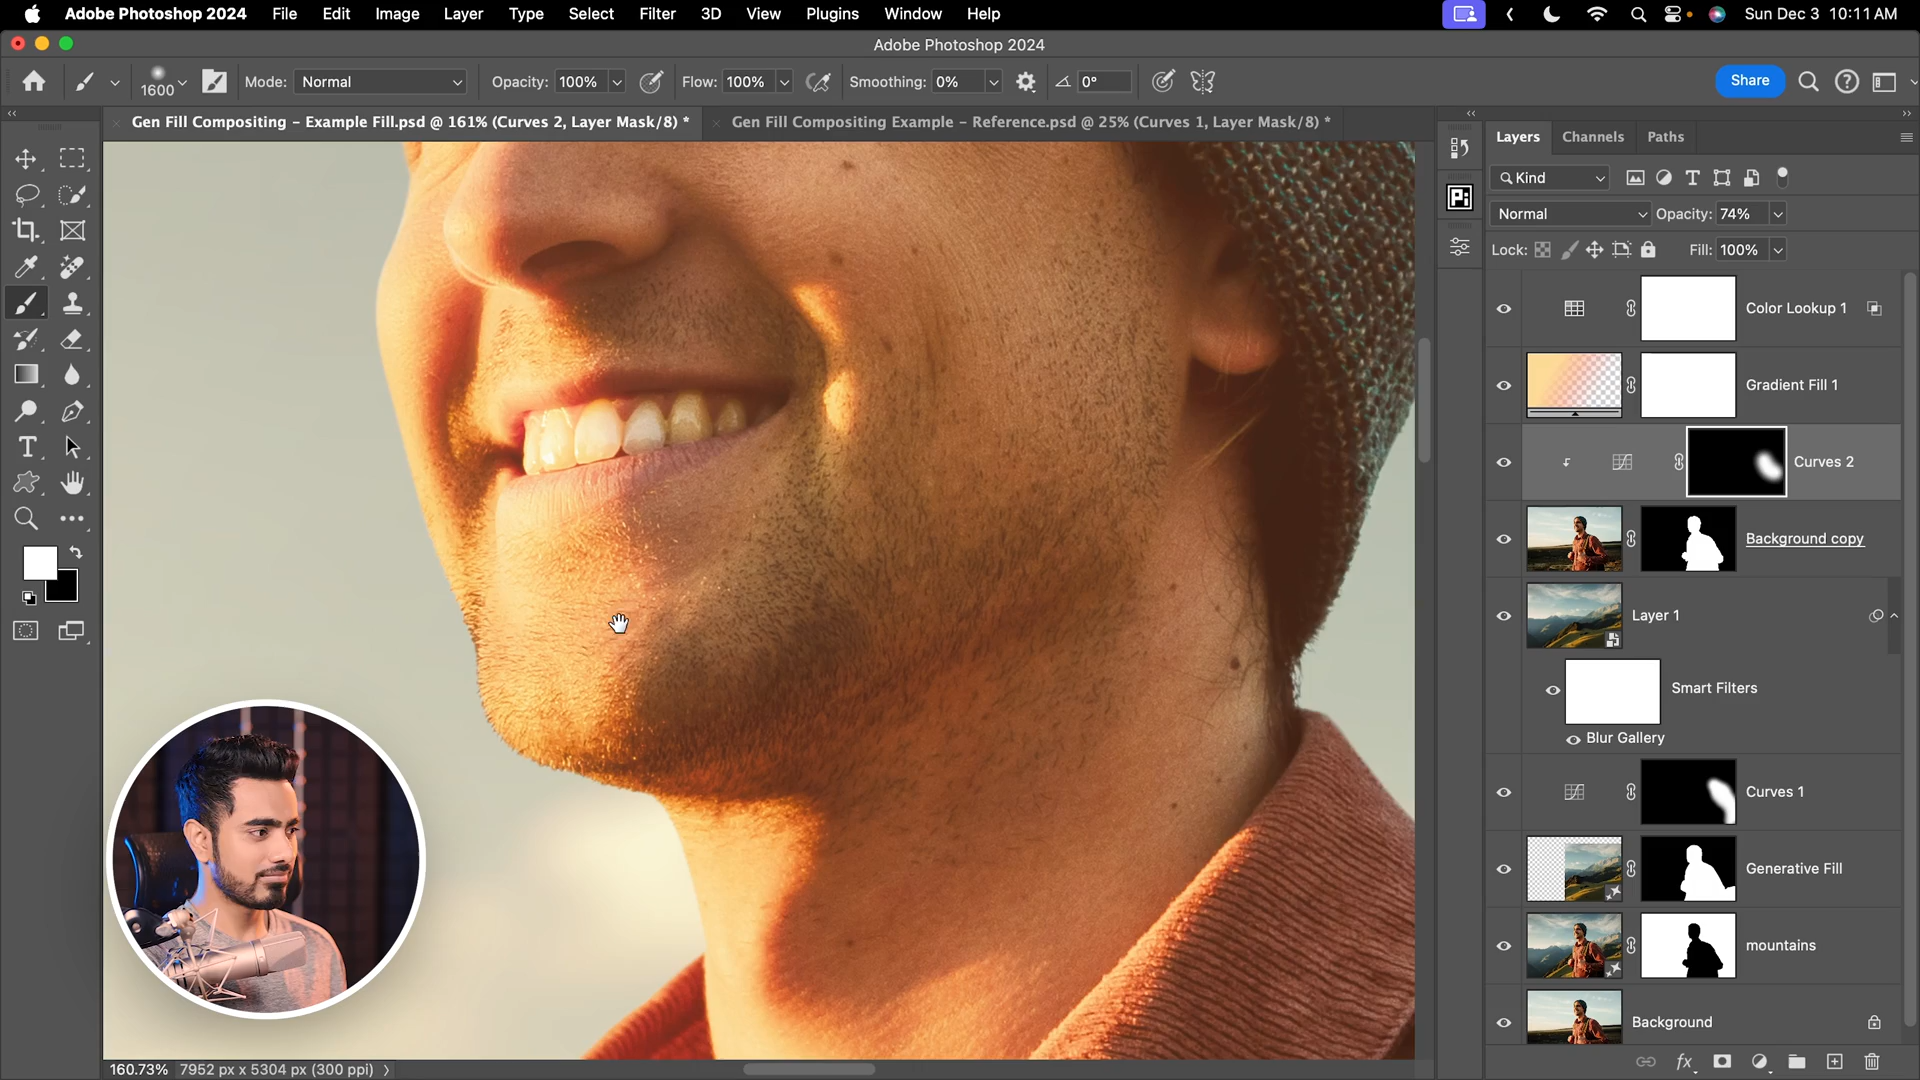 Adobe Photoshop 2024 File Edit Image Layer Type Select Filter 3D View Plugins Window Help Sun Dec 3 10:11 AM
Adobe Photoshop 2024
1600 Mode: Normal Opacity: 100% Flow: 100% Smoothing: 0% 0° Share
Gen Fill Compositing – Example Fill.psd @ 161% (Curves 2, Layer Mask/8) * Gen Fill Compositing Example – Reference.psd @ 25% (Curves 1, Layer Mask/8) *
Layers Channels Paths
Kind
Normal Opacity: 74%
Lock: Fill: 100%
Color Lookup 1
Gradient Fill 1
Curves 2
Background copy
Layer 1
Smart Filters
Blur Gallery
Curves 1
Generative Fill
mountains
Background
Pi
160.73% 7952 px x 5304 px (300 ppi)